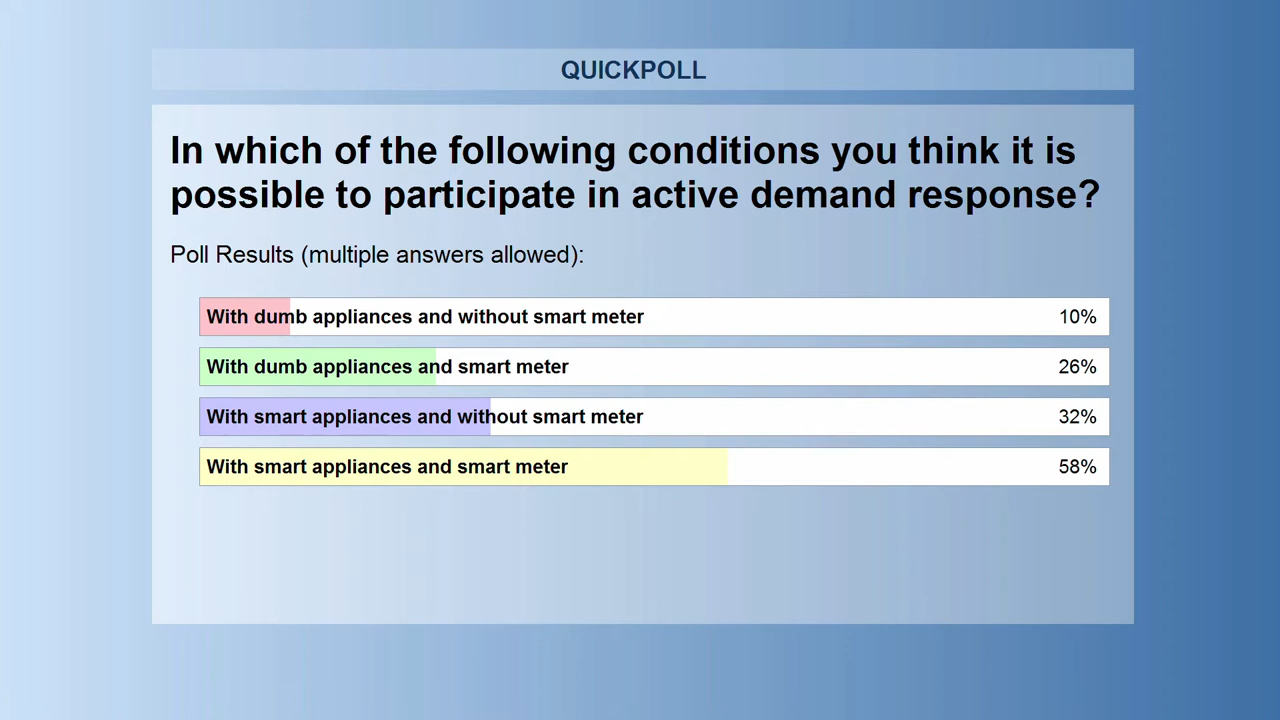 QUICKPOLL
In which of the following conditions you think it is
possible to participate in active demand response?
Poll Results (multiple answers allowed):
With dumb appliances and without smart meter 10%
With dumb appliances and smart meter 26%
With smart appliances and without smart meter 32%
With smart appliances and smart meter 58%